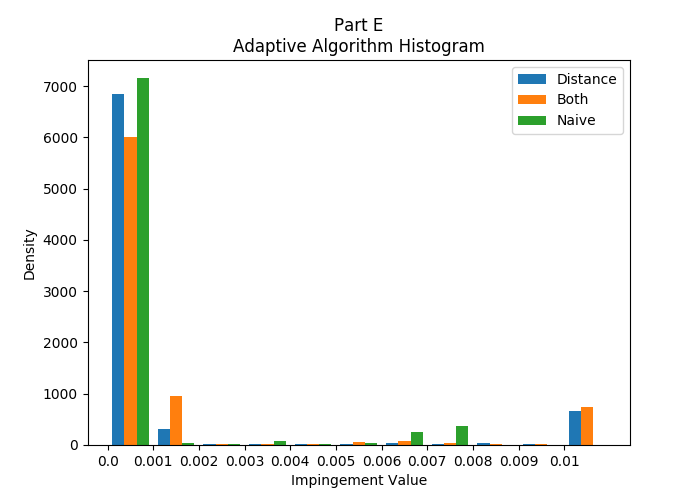 Part E
Adaptive Algorithm Histogram
Distance
Both
Naive
7000
6000
5000
4000
3000
2000
1000
0
Density
0.0 0.001 0.002 0.003 0.004 0.005 0.006 0.007 0.008 0.009 0.01
Impingement Value